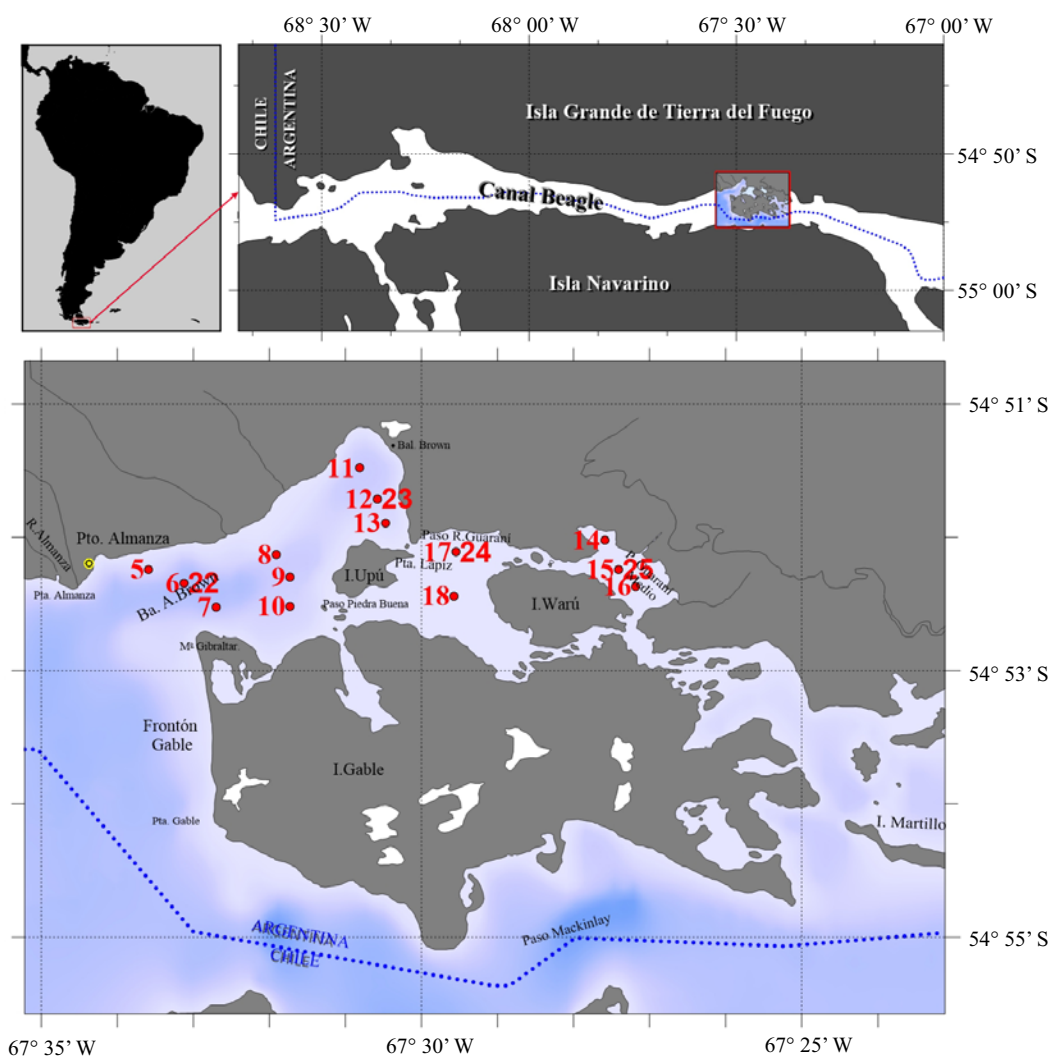 68° 30’ W
68° 00’ W
67° 30’ W
67° 00’ W
CHILE
ARGENTINA
Isla Grande de Tierra del Fuego
54° 50’ S
Canal Beagle
Isla Navarino
55° 00’ S
54° 51’ S
Bal. Brown
11
12 23
13
R.Almanza
Pto. Almanza
Paso R.Guaraní
14
5
8
17 24
Pta. Lápiz
15 25
Pta. Almanza
6 22
9
I.Upú
16
Ba. A.Brown
7
10
Paso Piedra Buena
18
I.Warú
Mª Gibraltar.
54° 53’ S
Frontón
Gable
I.Gable
Pta. Gable
I. Martillo
ARGENTINA
CHILE
Paso Mackinlay
54° 55’ S
67° 35’ W
67° 30’ W
67° 25’ W